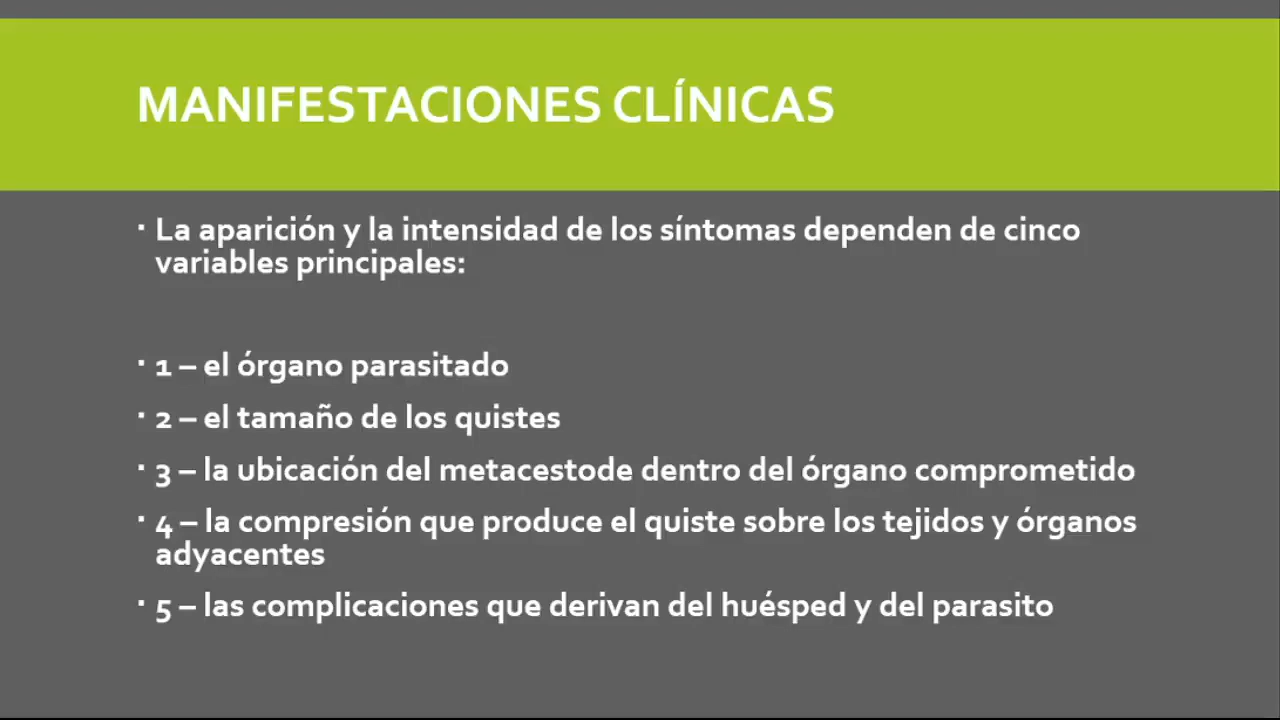 MANIFESTACIONES CLÍNICAS
▪ La aparición y la intensidad de los síntomas dependen de cinco
variables principales:
▪ 1 – el órgano parasitado
▪ 2 – el tamaño de los quistes
▪ 3 – la ubicación del metacestode dentro del órgano comprometido
▪ 4 – la compresión que produce el quiste sobre los tejidos y órganos
adyacentes
▪ 5 – las complicaciones que derivan del huésped y del parasito